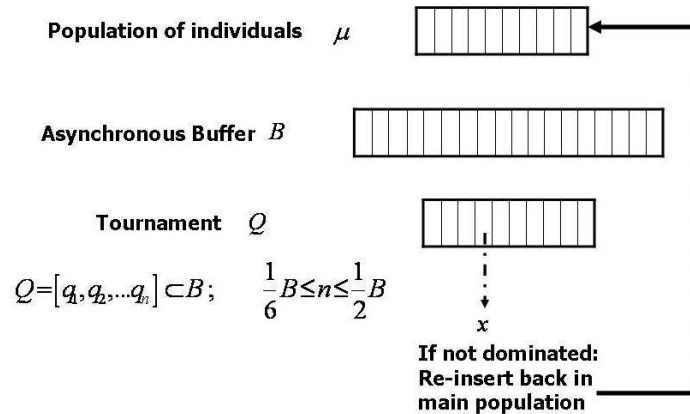 Population of individuals μ
Asynchronous Buffer B
Tournament Q
Q=[q₁,q₂,...qₙ]⊂B; 1/6 B≤n≤1/2 B
x
If not dominated:
Re-insert back in
main population